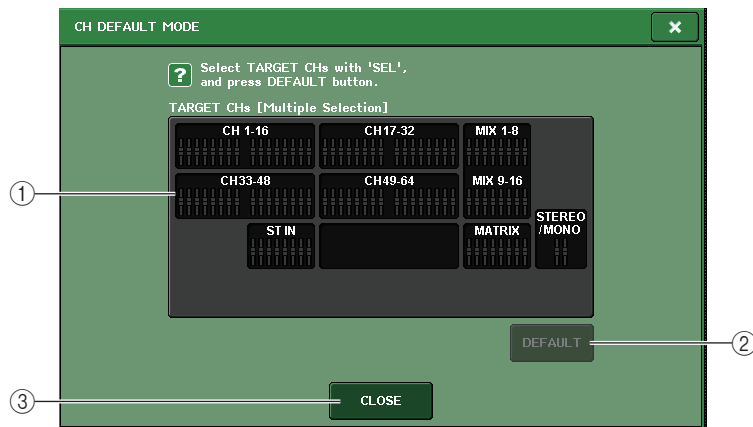 CH DEFAULT MODE
×
? Select TARGET CHs with 'SEL',
and press DEFAULT button.
TARGET CHs [Multiple Selection]
CH 1-16 CH17-32 MIX 1-8
CH33-48 CH49-64 MIX 9-16
ST IN MATRIX STEREO
/MONO
DEFAULT
CLOSE
1
2
3